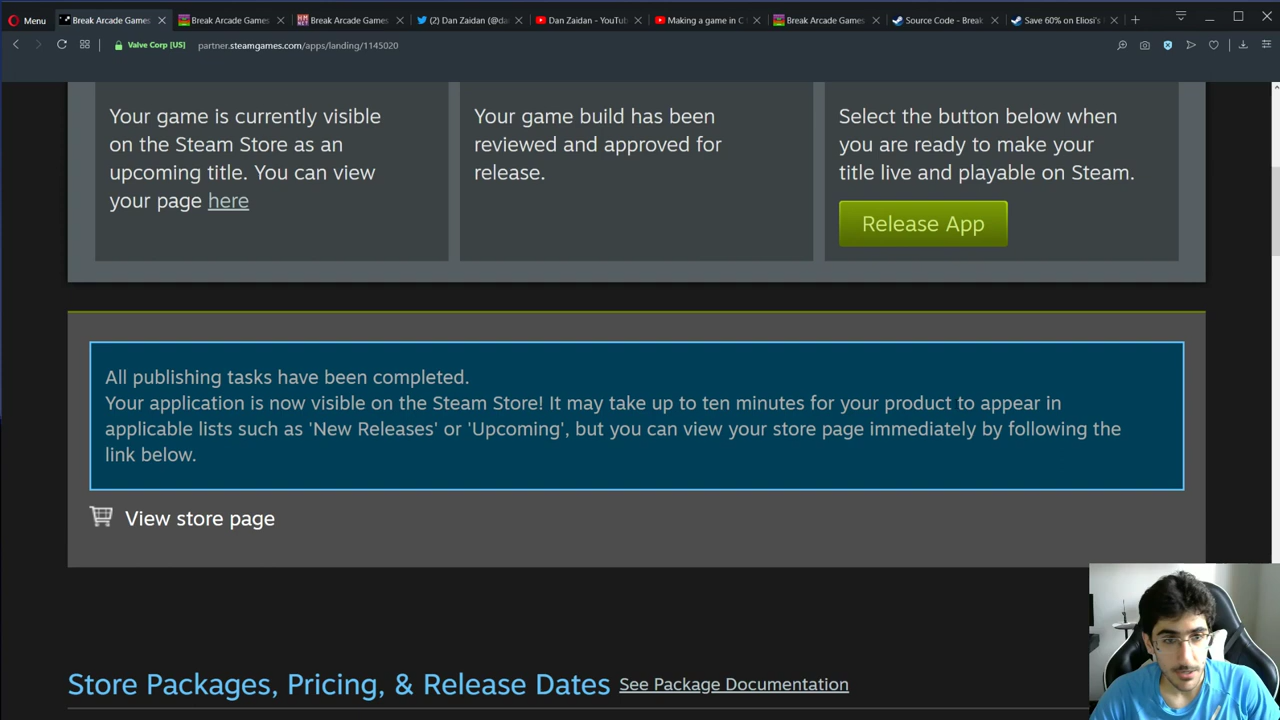 Menu
Break Arcade Games
Break Arcade Games
Break Arcade Games
(2) Dan Zaidan (@da
Dan Zaidan - YouTub
Making a game in C
Break Arcade Games
Source Code - Break
Save 60% on Eliosi's
Valve Corp [US]
partner.steamgames.com/apps/landing/1145020
Your game is currently visible
on the Steam Store as an
upcoming title. You can view
your page here
Your game build has been
reviewed and approved for
release.
Select the button below when
you are ready to make your
title live and playable on Steam.
Release App
All publishing tasks have been completed.
Your application is now visible on the Steam Store! It may take up to ten minutes for your product to appear in
applicable lists such as 'New Releases' or 'Upcoming', but you can view your store page immediately by following the
link below.
View store page
Store Packages, Pricing, & Release Dates See Package Documentation